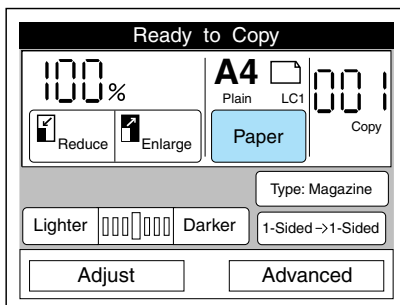 Ready to Copy
100%
A4
Plain LC1
001
Copy
Reduce Enlarge
Paper
Type: Magazine
Lighter Darker
1-Sided->1-Sided
Adjust Advanced